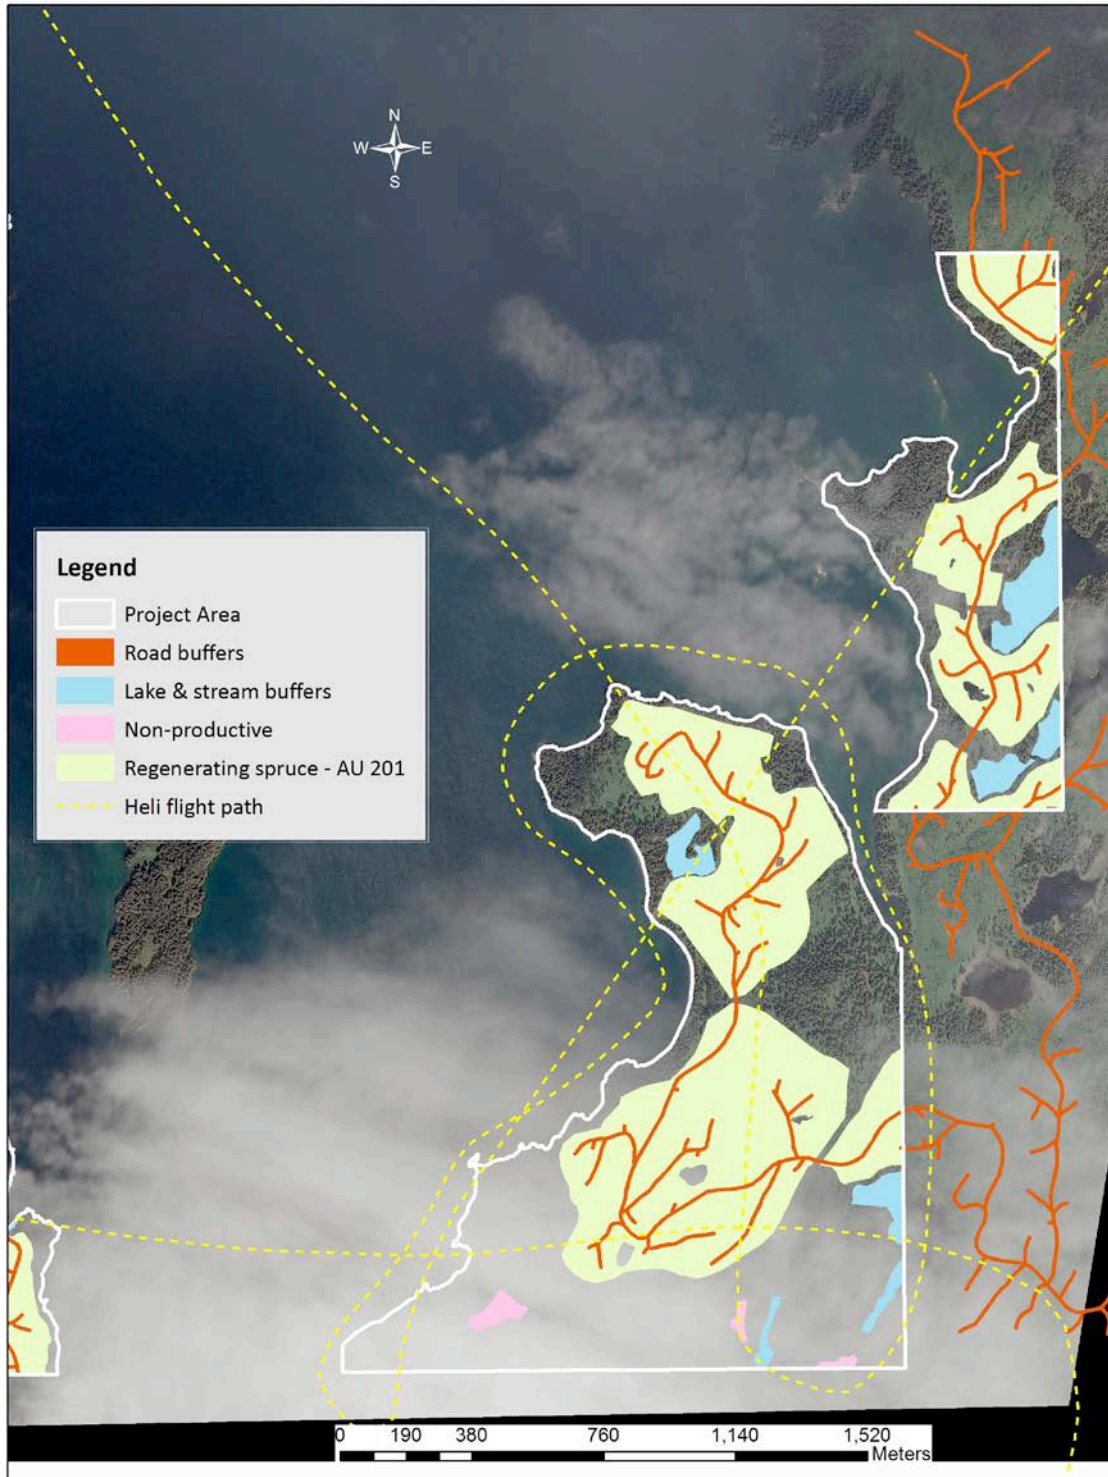 N
W E
S
Legend
Project Area
Road buffers
Lake & stream buffers
Non-productive
Regenerating spruce - AU 201
Heli flight path
0 190 380 760 1,140 1,520
Meters